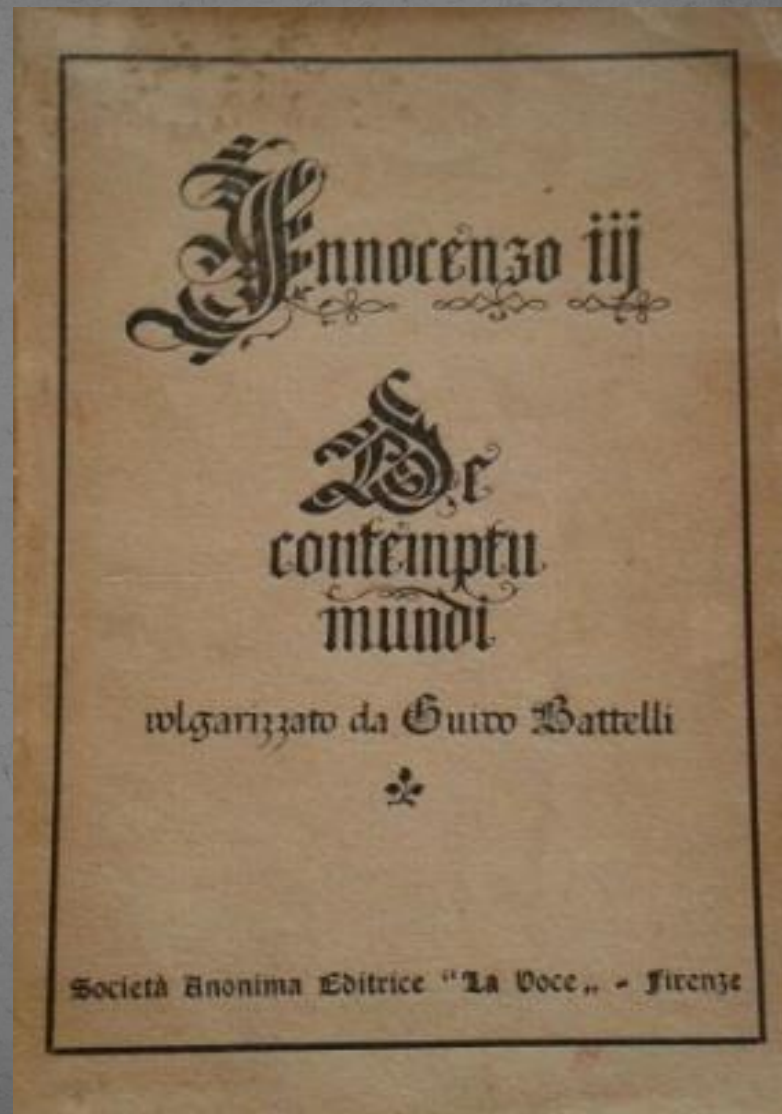 Innocenzo iij
De
contemptu
mundi
volgarizzato da Guido Battelli
Società Anonima Editrice "La Voce„ - Firenze